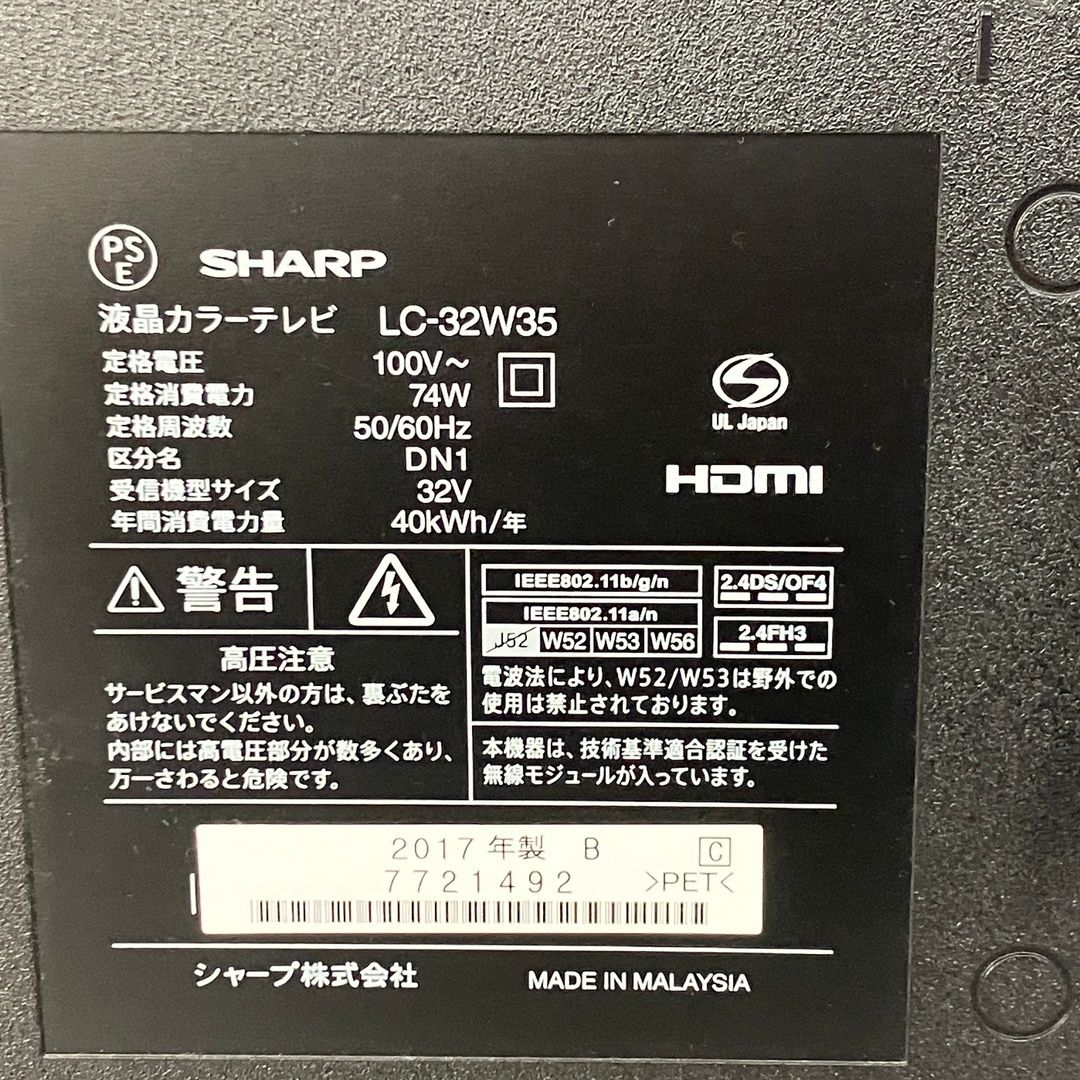 PSE SHARP
液晶カラーテレビ LC-32W35
定格電圧 100V～
定格消費電力 74W
定格周波数 50/60Hz
区分名 DN1
受信機型サイズ 32V
年間消費電力量 40kWh/年
UL Japan
HDMI
警告
高圧注意
サービスマン以外の方は、裏ぶたを
あけないでください。
内部には高電圧部分が数多くあり、
万一さわると危険です。
IEEE802.11b/g/n
IEEE802.11a/n
J52 W52 W53 W56
2.4DS/OF4
2.4FH3
電波法により、W52/W53は野外での
使用は禁止されております。
本機器は、技術基準適合認証を受けた
無線モジュールが入っています。
2017年製 B C
7721492 >PET<
シャープ株式会社 MADE IN MALAYSIA